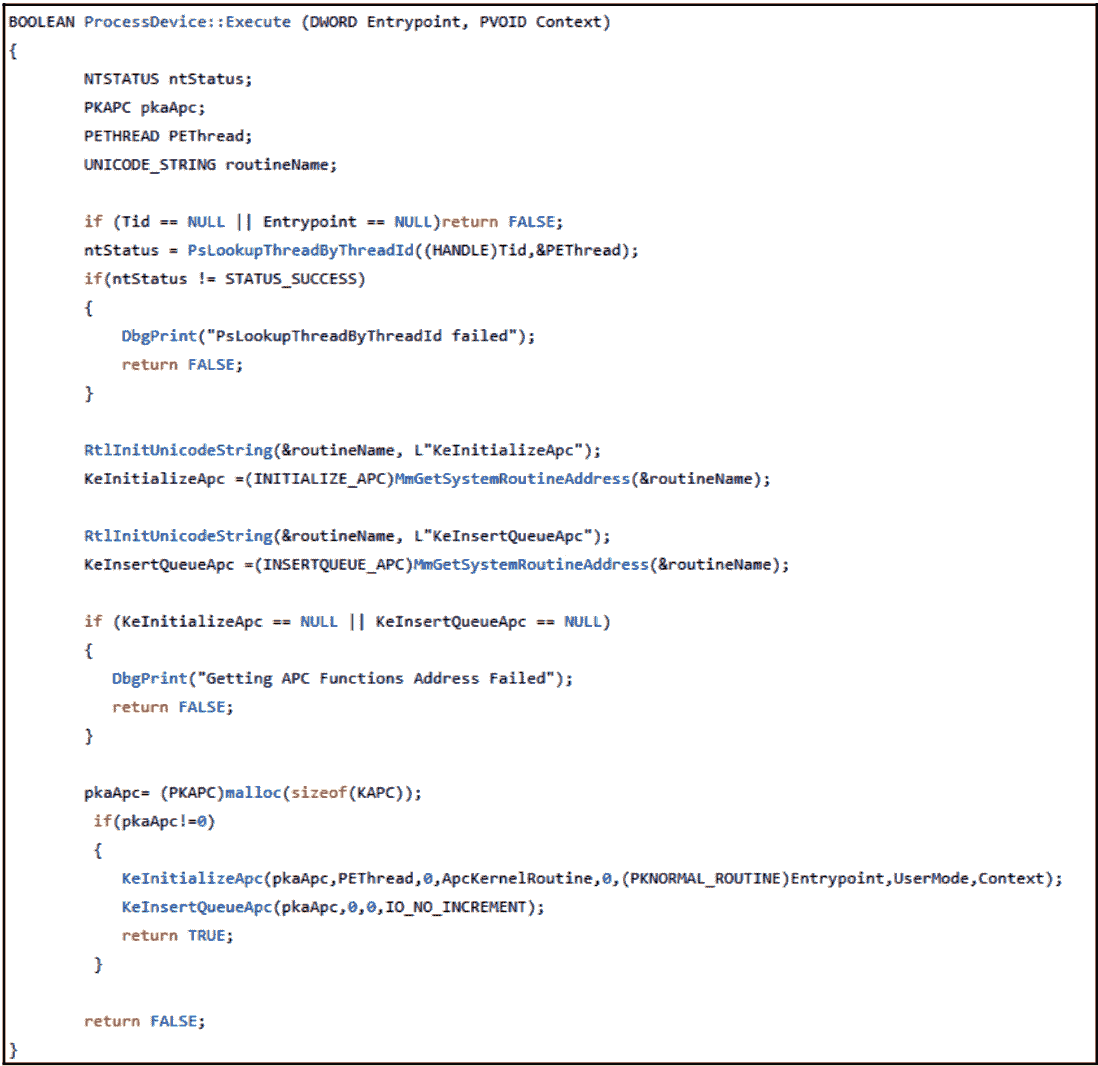 BOOLEAN ProcessDevice::Execute (DWORD Entrypoint, PVOID Context)
{
NTSTATUS ntStatus;
PKAPC pkaApc;
PETHREAD PEThread;
UNICODE_STRING routineName;
if (Tid == NULL || Entrypoint == NULL)return FALSE;
ntStatus = PsLookupThreadByThreadId((HANDLE)Tid,&PEThread);
if(ntStatus != STATUS_SUCCESS)
{
DbgPrint("PsLookupThreadByThreadId failed");
return FALSE;
}
RtlInitUnicodeString(&routineName, L"KeInitializeApc");
KeInitializeApc =(INITIALIZE_APC)MmGetSystemRoutineAddress(&routineName);
RtlInitUnicodeString(&routineName, L"KeInsertQueueApc");
KeInsertQueueApc =(INSERTQUEUE_APC)MmGetSystemRoutineAddress(&routineName);
if (KeInitializeApc == NULL || KeInsertQueueApc == NULL)
{
DbgPrint("Getting APC Functions Address Failed");
return FALSE;
}
pkaApc= (PKAPC)malloc(sizeof(KAPC));
if(pkaApc!=0)
{
KeInitializeApc(pkaApc,PEThread,0,ApcKernelRoutine,0,(PKNORMAL_ROUTINE)Entrypoint,UserMode,Context);
KeInsertQueueApc(pkaApc,0,0,IO_NO_INCREMENT);
return TRUE;
}
return FALSE;
}